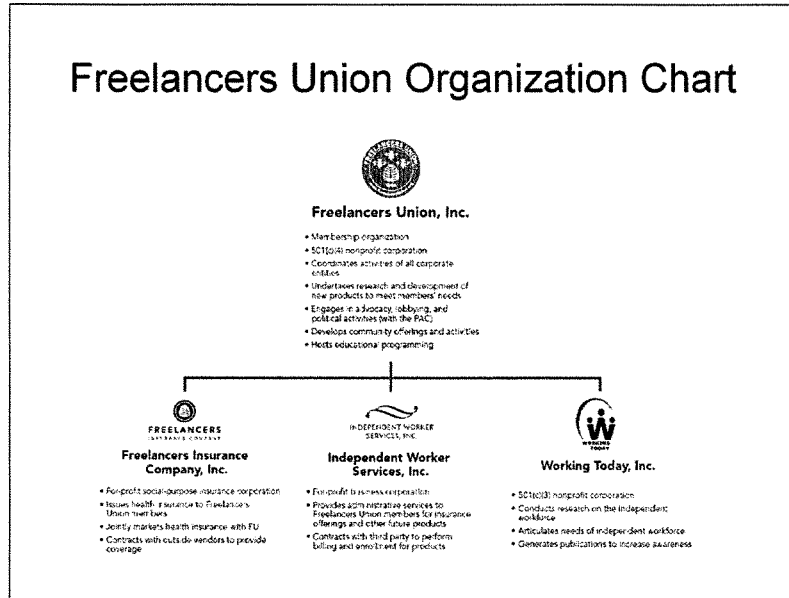 Freelancers Union Organization Chart
FREELANCERS UNION
Freelancers Union, Inc.
• Membership organization
• 501(c)(4) nonprofit corporation
• Coordinates activities of all corporate
entities
• Undertakes research and development of
new products to meet members' needs
• Engages in advocacy, lobbying, and
political activities (with the PAC)
• Develops community offerings and activities
• Hosts educational programming
FREELANCERS
INSURANCE COMPANY
Freelancers Insurance
Company, Inc.
• For-profit social-purpose insurance corporation
• Issues health insurance to Freelancers
Union members
• Jointly markets health insurance with FU
• Contracts with outside vendors to provide
coverage
INDEPENDENT WORKER
SERVICES, INC.
Independent Worker
Services, Inc.
• For-profit business corporation
• Provides administrative services to
Freelancers Union members for insurance
offerings and other future products
• Contracts with third party to perform
billing and enrollment for products
WORKING
TODAY
Working Today, Inc.
• 501(c)(3) nonprofit corporation
• Conducts research on the independent
workforce
• Articulates needs of independent workforce
• Generates publications to increase awareness